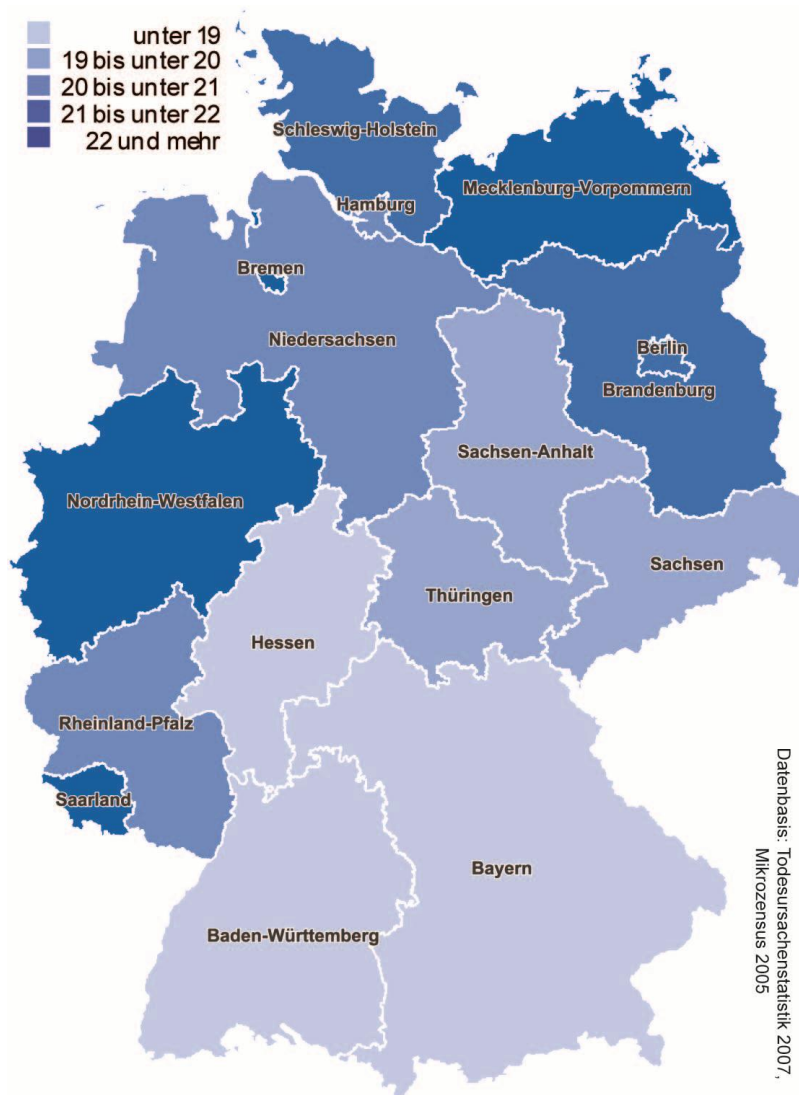 unter 19
19 bis unter 20
20 bis unter 21
21 bis unter 22
22 und mehr
Schleswig-Holstein
Mecklenburg-Vorpommern
Hamburg
Bremen
Niedersachsen
Berlin
Brandenburg
Sachsen-Anhalt
Nordrhein-Westfalen
Sachsen
Thüringen
Hessen
Rheinland-Pfalz
Saarland
Bayern
Baden-Württemberg
Datenbasis: Todesursachenstatistik 2007,
Mikrozensus 2005